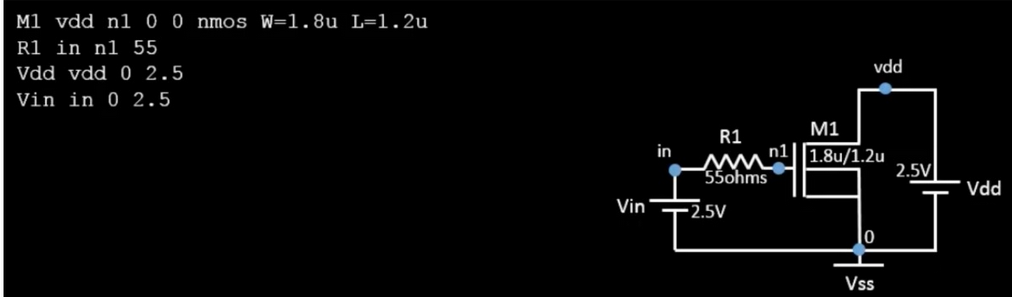 M1 vdd n1 0 0 nmos W=1.8u L=1.2u
R1 in n1 55
Vdd vdd 0 2.5
Vin in 0 2.5
vdd
M1
R1
in
n1
1.8u/1.2u
55ohms
2.5V
Vdd
Vin
2.5V
0
Vss